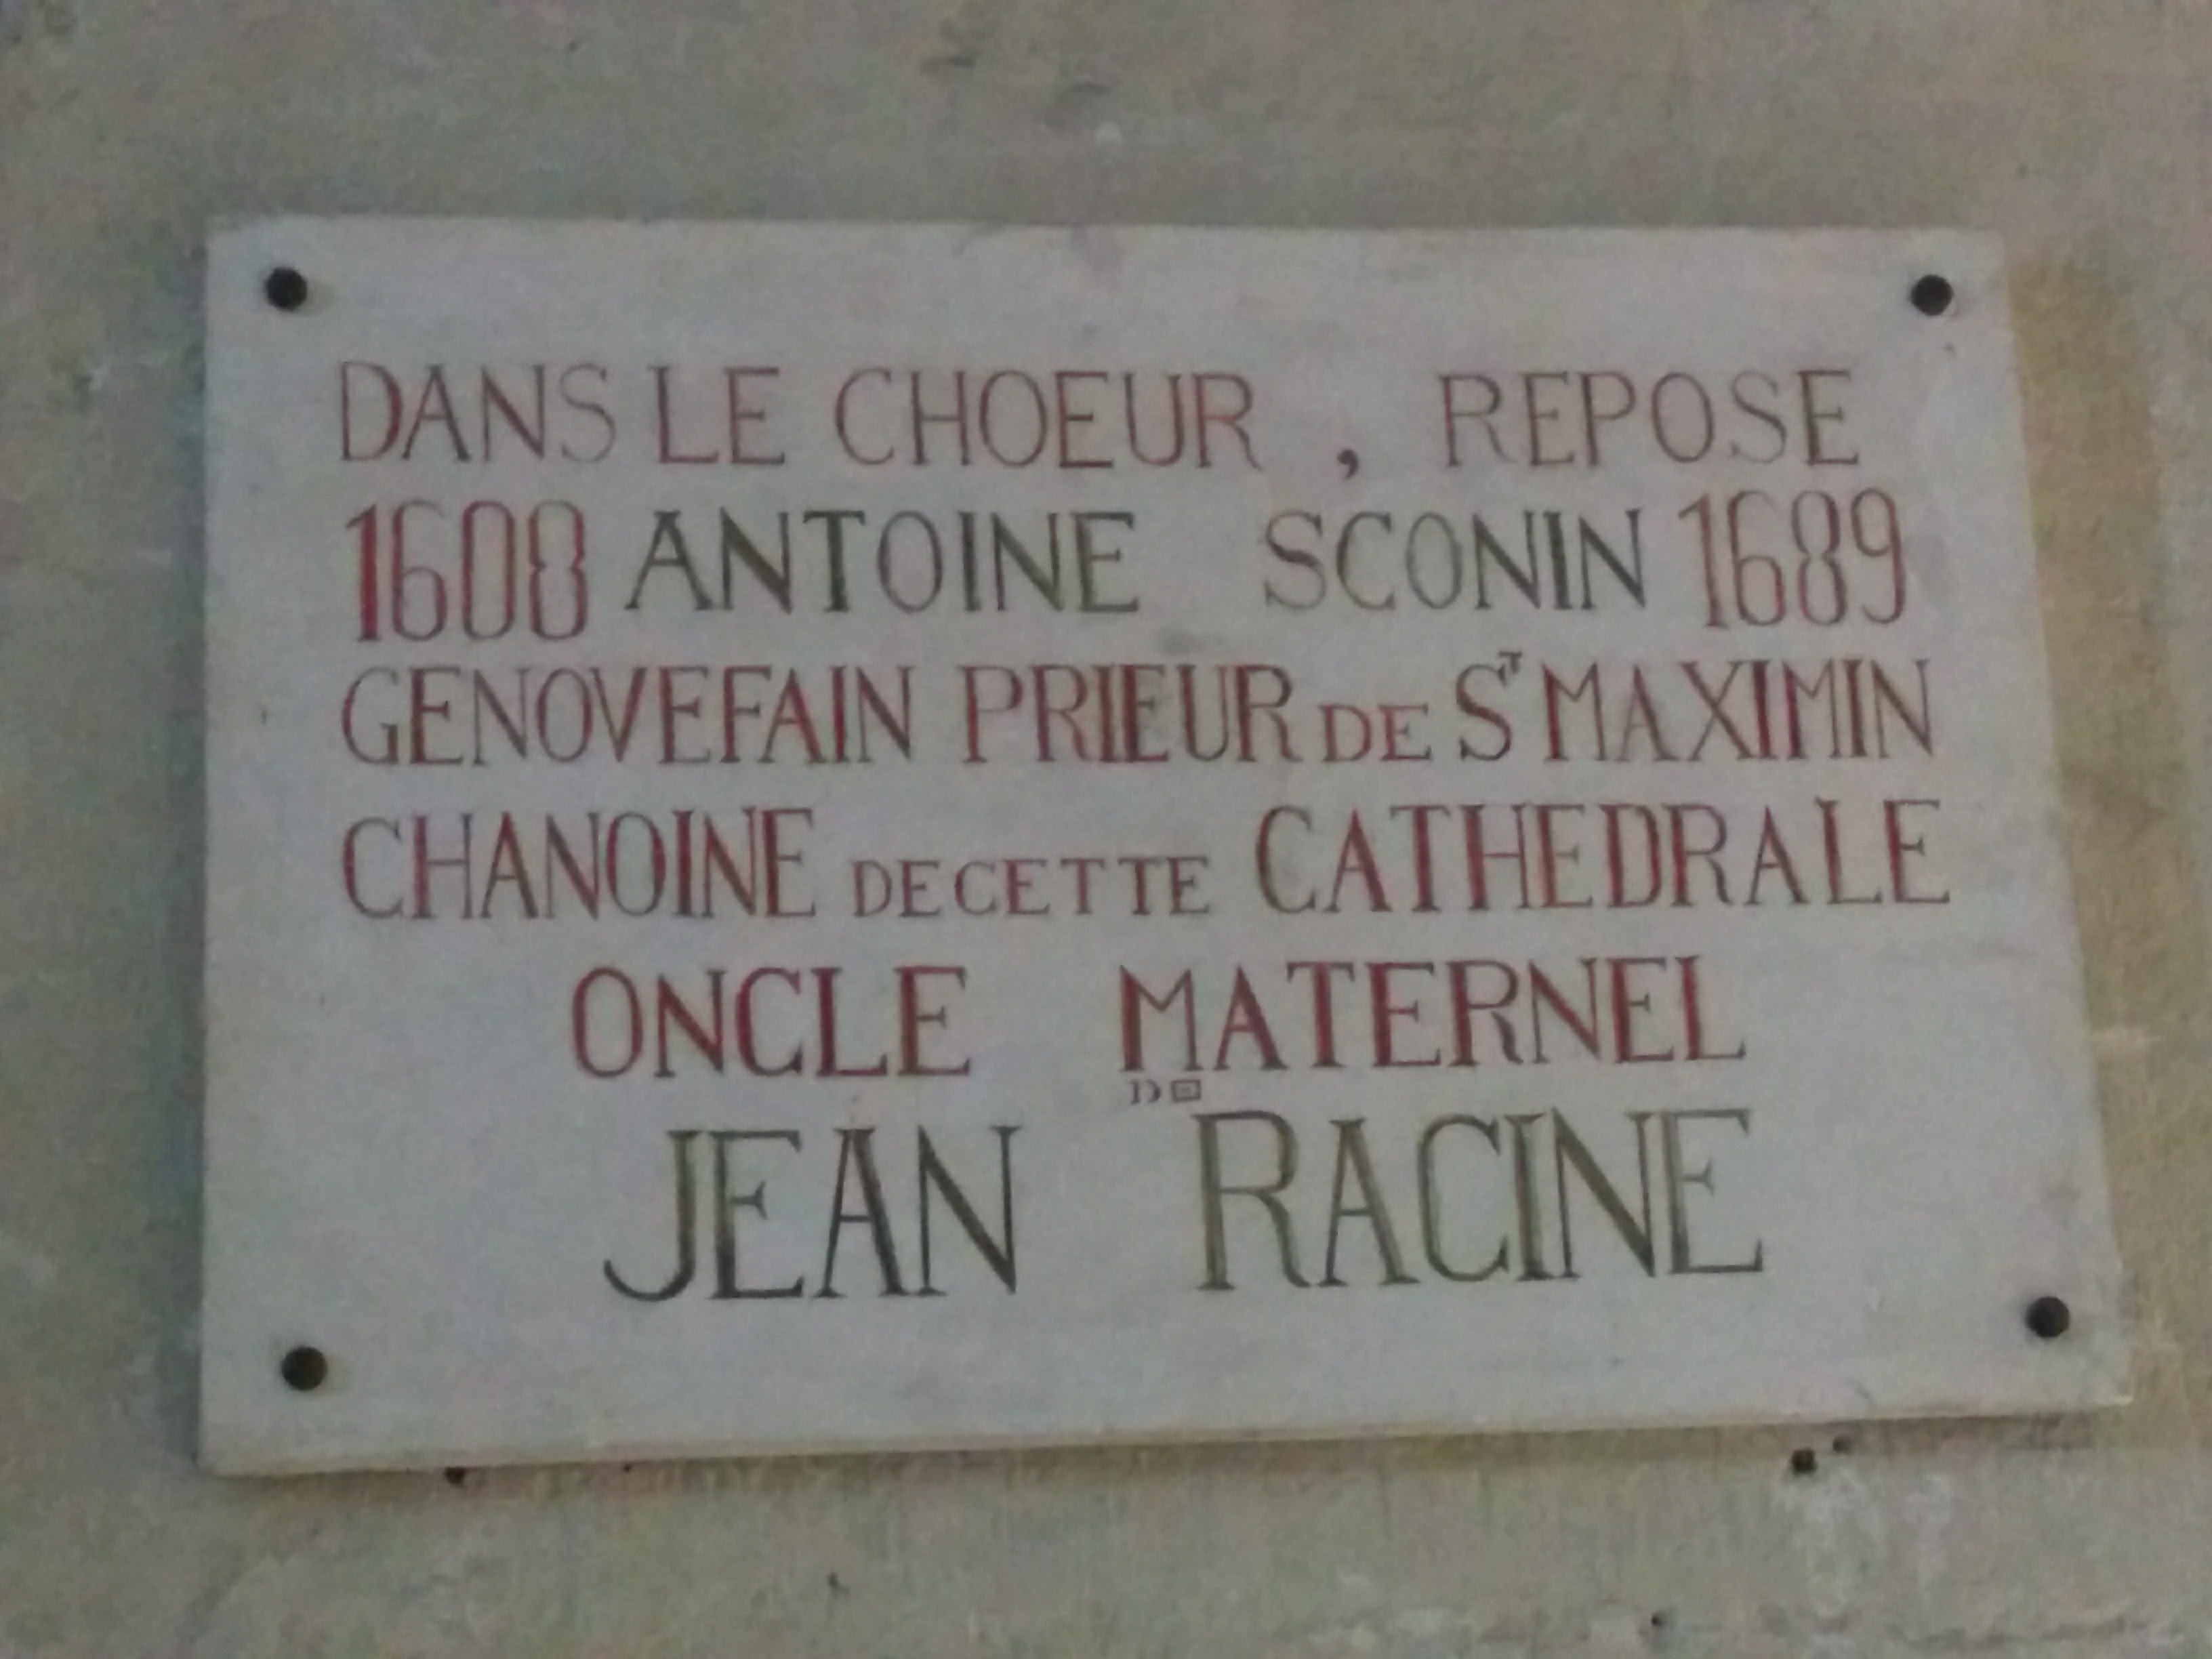 DANS LE CHOEUR , REPOSE
1608 ANTOINE SCONIN 1689
GENOVEFAIN PRIEUR DE ST MAXIMIN
CHANOINE DE CETTE CATHEDRALE
ONCLE MATERNEL
DE
JEAN RACINE